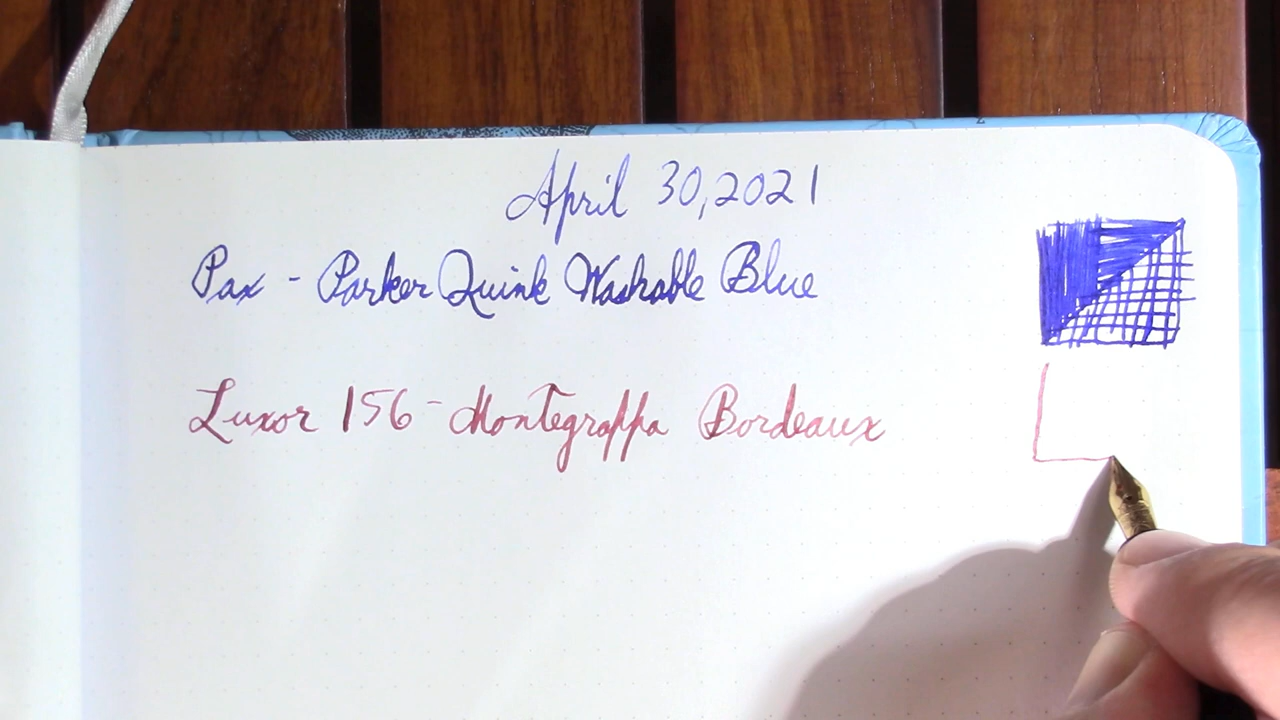 April 30, 2021
Pax - Parker Quink Washable Blue
Luxor 156 - Montegrappa Bordeaux